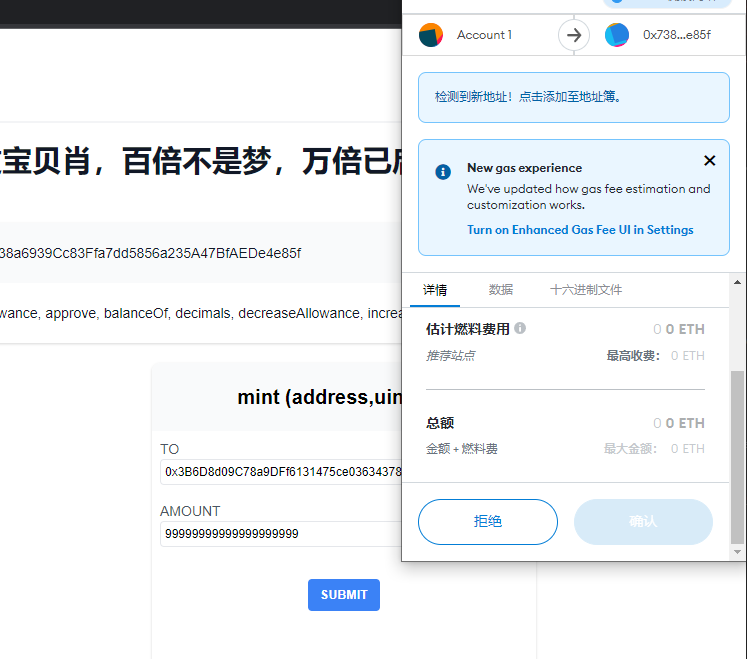 Account 1
0x738...e85f
检测到新地址！点击添加至地址簿。
New gas experience
We've updated how gas fee estimation and
customization works.
Turn on Enhanced Gas Fee UI in Settings
宝贝肖，百倍不是梦，万倍已
38a6939Cc83Ffa7dd5856a235A47BfAEDe4e85f
wance, approve, balanceOf, decimals, decreaseAllowance, increa
详情 数据 十六进制文件
估计燃料费用 0 0 ETH
推荐站点 最高收费： 0 ETH
总额 0 0 ETH
金额 + 燃料费 最大金额： 0 ETH
拒绝 确认
mint (address,uin
TO
0x3B6D8d09C78a9DFf6131475ce03634378
AMOUNT
99999999999999999999
SUBMIT